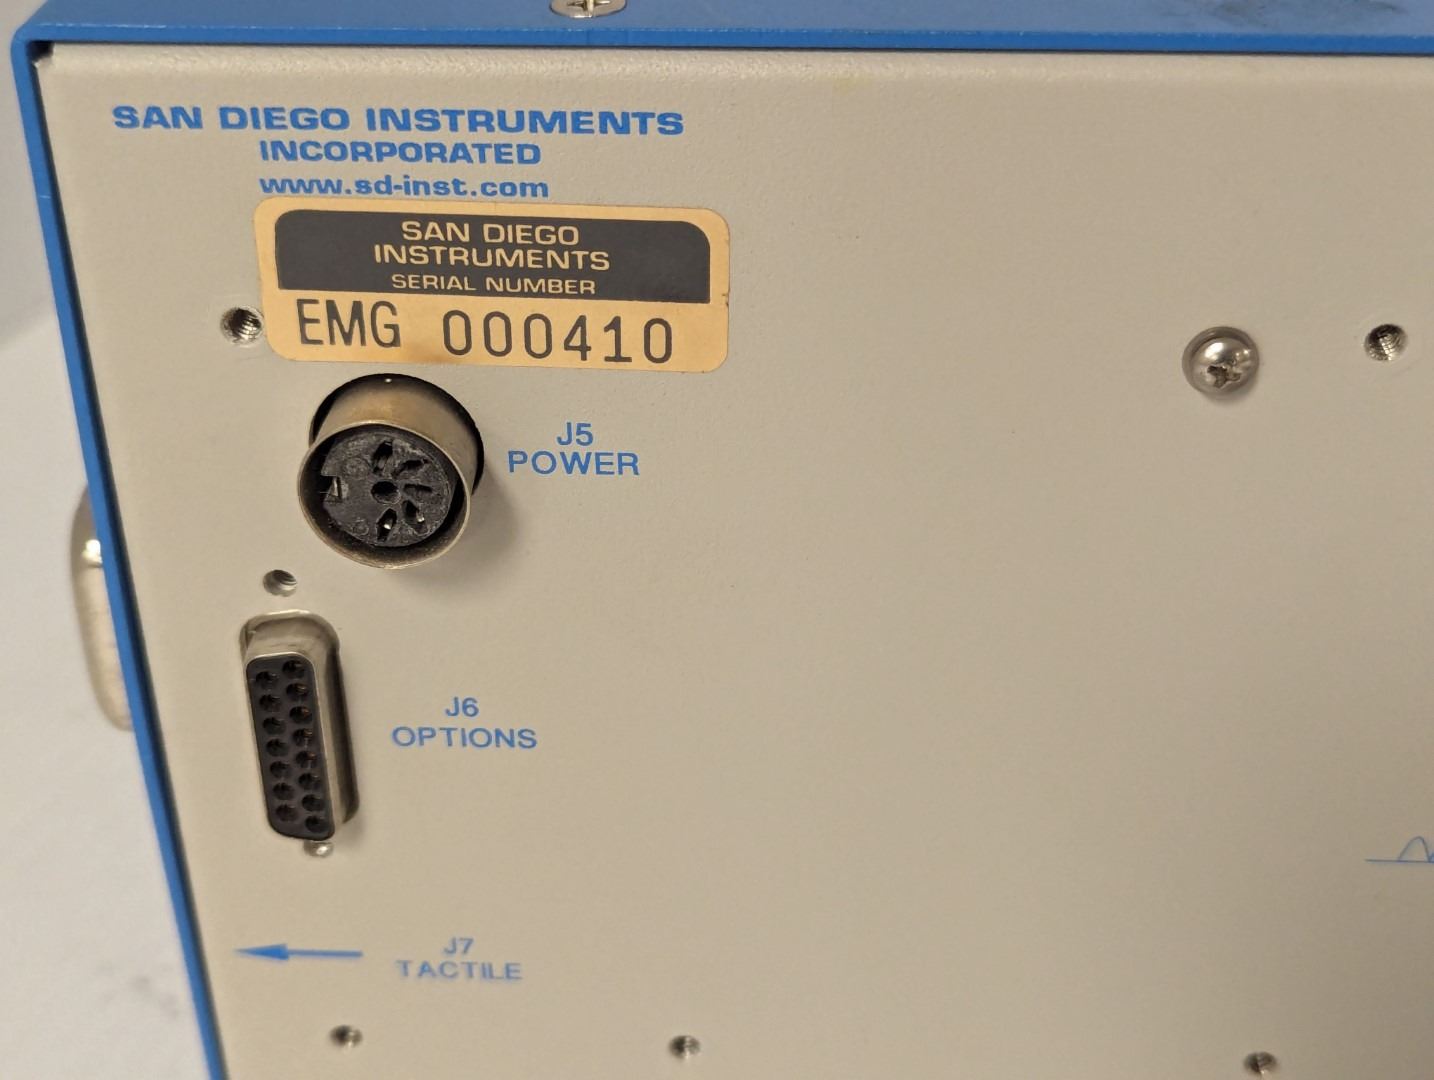 SAN DIEGO INSTRUMENTS
INCORPORATED
www.sd-inst.com
SAN DIEGO
INSTRUMENTS
SERIAL NUMBER
EMG 000410
J5
POWER
J6
OPTIONS
J7
TACTILE